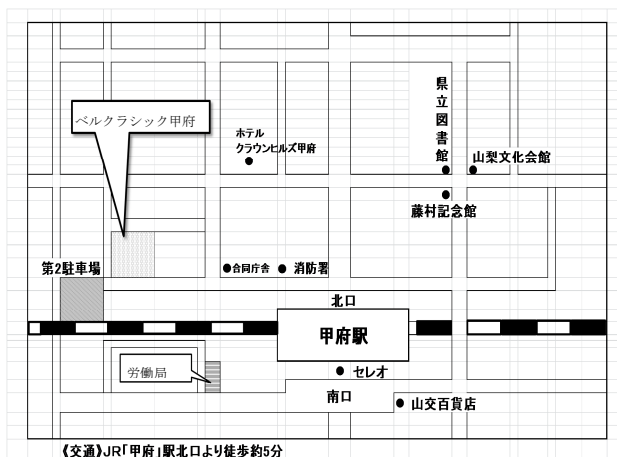 県立図書館
ベルクラシック甲府
ホテル
クラウンヒルズ甲府
山梨文化会館
藤村記念館
第2駐車場
合同庁舎
消防署
北口
甲府駅
労働局
セレオ
南口
山交百貨店
《交通》JR「甲府」駅北口より徒歩約5分